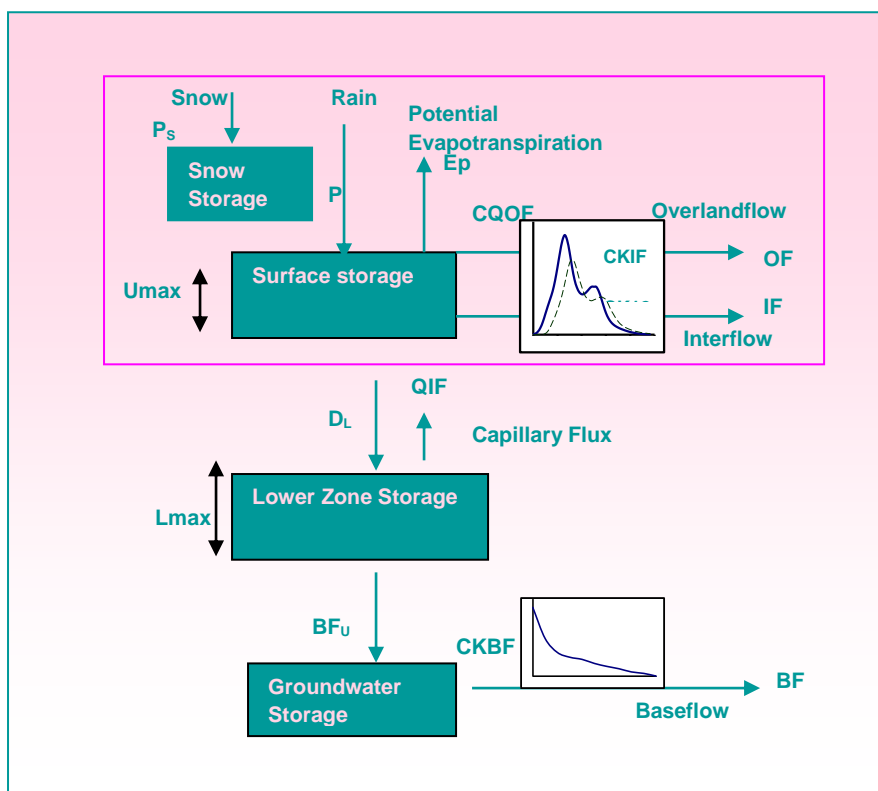 Snow
Rain
Potential
Evapotranspiration
Ep
PS
Snow
Storage
P
CQOF
Overlandflow
CKIF
OF
Umax
Surface storage
IF
Interflow
QIF
DL
Capillary Flux
Lmax
Lower Zone Storage
BFU
CKBF
Groundwater
Storage
BF
Baseflow